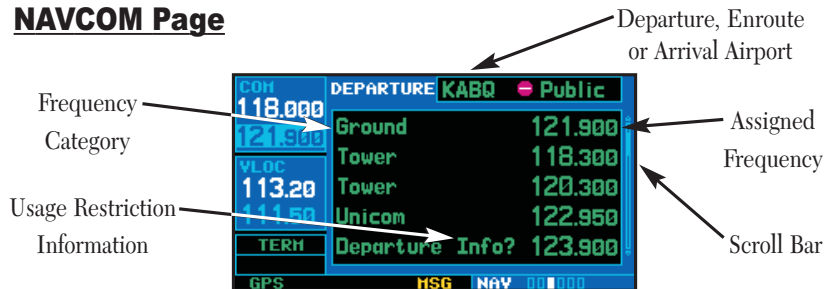 NAVCOM Page
Departure, Enroute
or Arrival Airport
Frequency
Category
Usage Restriction
Information
COM
118.000
121.900
VLOC
113.20
111.50
TERM
GPS
DEPARTURE KABQ Public
Ground 121.900
Tower 118.300
Tower 120.300
Unicom 122.950
Departure Info? 123.900
MSG NAV
Assigned
Frequency
Scroll Bar